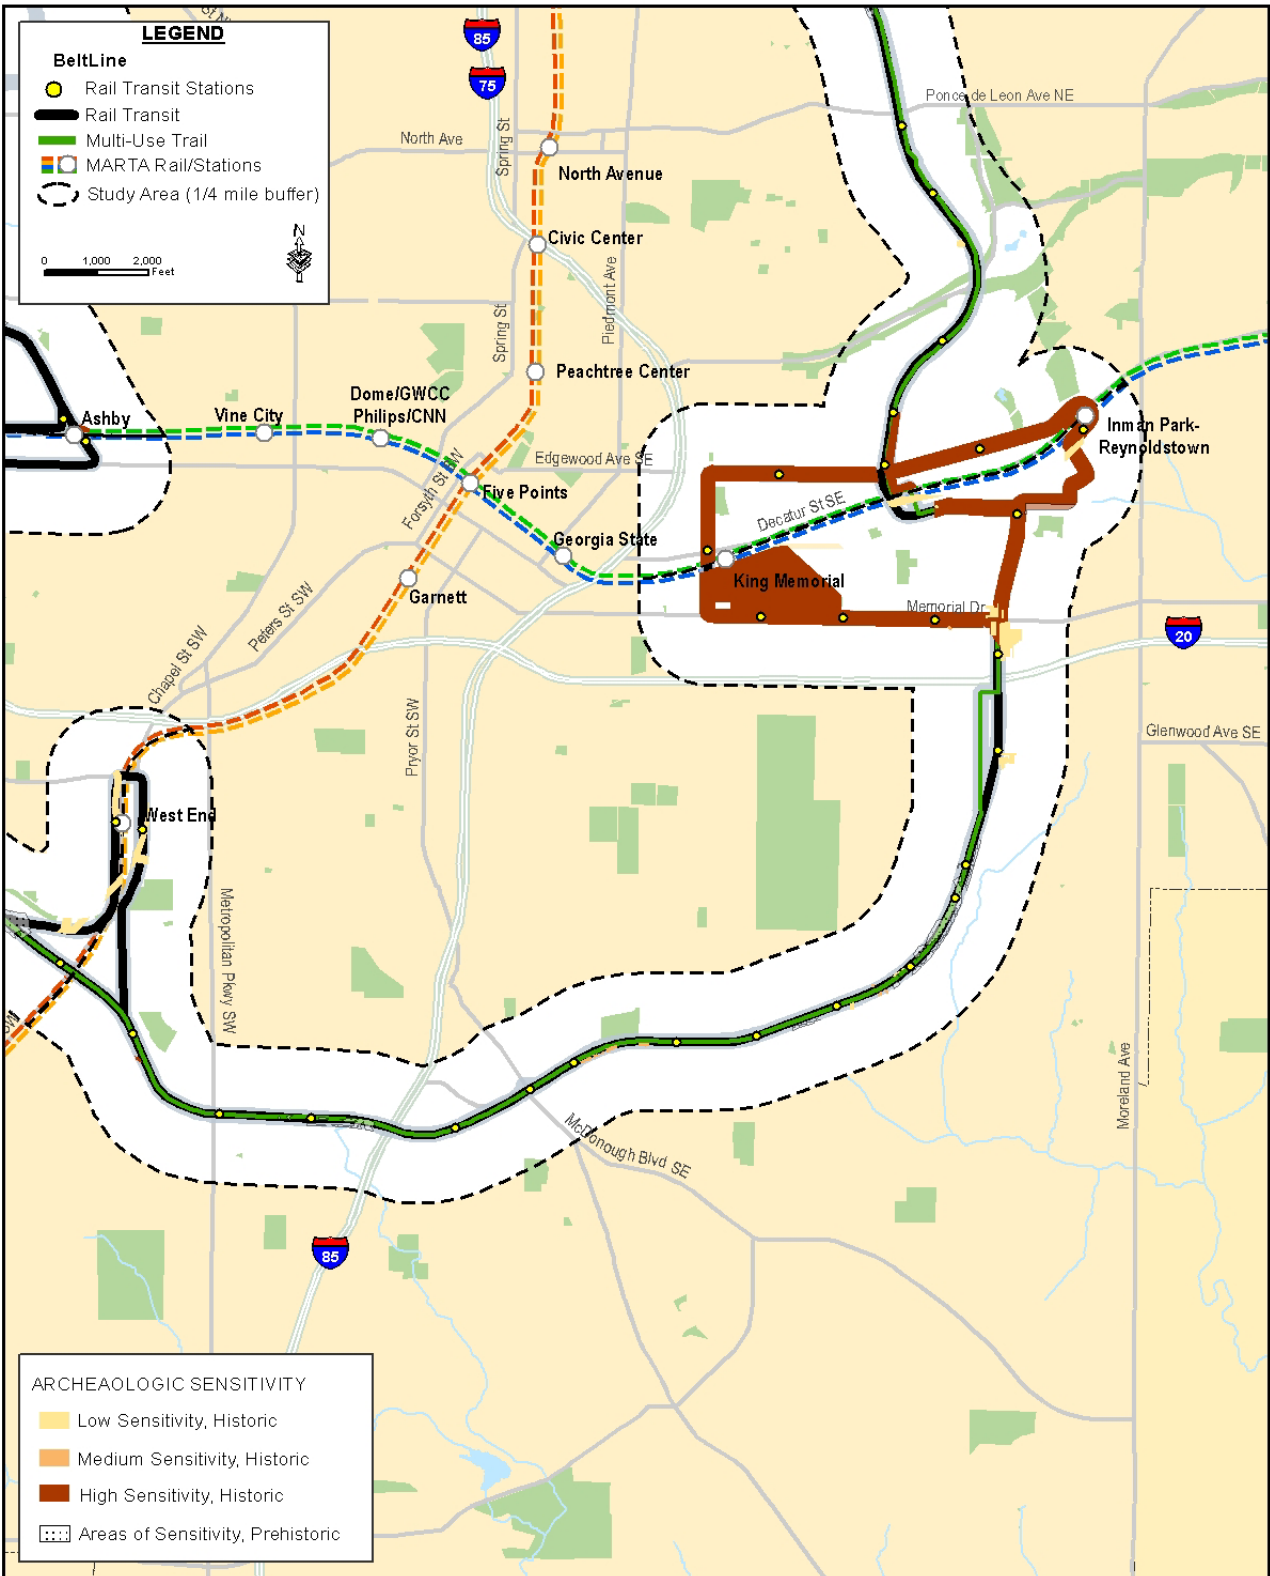 LEGEND
BeltLine
Rail Transit Stations
Rail Transit
Multi-Use Trail
MARTA Rail/Stations
Study Area (1/4 mile buffer)
N
0 1,000 2,000
Feet
85
75
Ponce de Leon Ave NE
North Ave
Spring St
North Avenue
Civic Center
Piedmont Ave
Spring St
Peachtree Center
Dome/GWCC
Philips/CNN
Ashby
Vine City
Inman Park-
Reynoldstown
Edgewood Ave SE
Forsyth St SW
Five Points
Decatur St SE
Georgia State
King Memorial
Garnett
Memorial Dr
Peters St SW
20
Chapel St SW
Pryor St SW
Glenwood Ave SE
West End
Metropolitan Pkwy SW
SW
Moreland Ave
McDonough Blvd SE
85
ARCHEAOLOGIC SENSITIVITY
Low Sensitivity, Historic
Medium Sensitivity, Historic
High Sensitivity, Historic
Areas of Sensitivity, Prehistoric